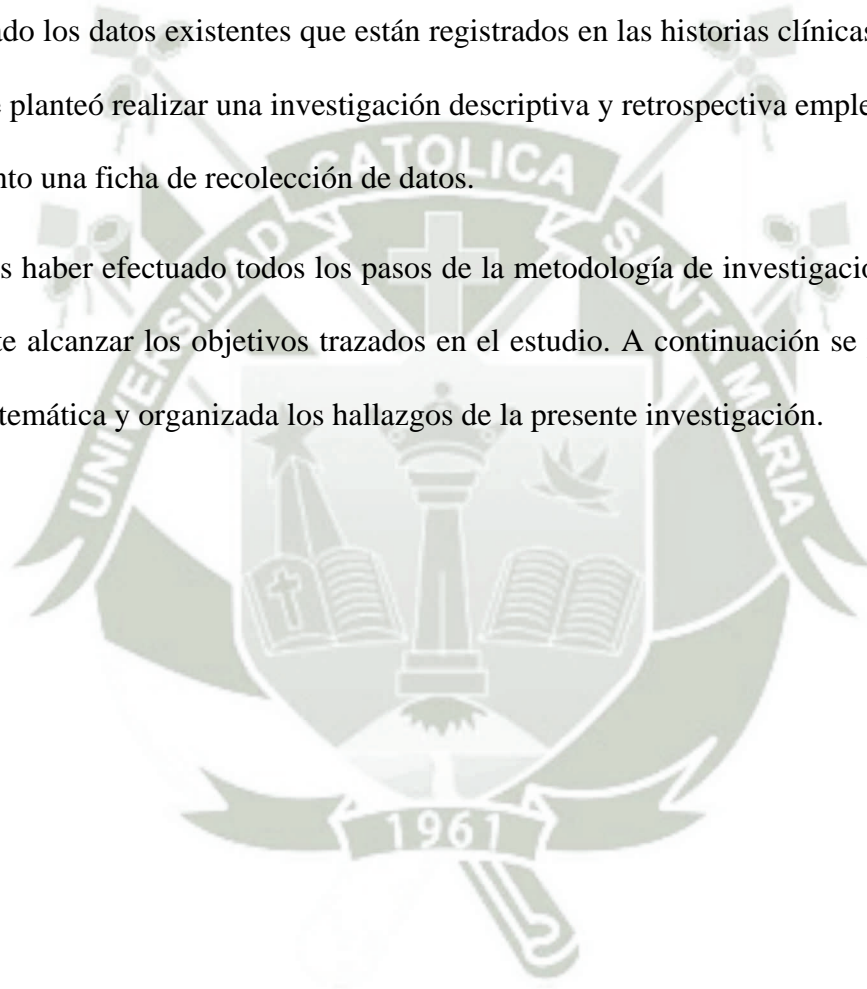 ado los datos existentes que están registrados en las historias clínicas
planteó realizar una investigación descriptiva y retrospectiva emple
nto una ficha de recolección de datos.
s haber efectuado todos los pasos de la metodología de investigació
te alcanzar los objetivos trazados en el estudio. A continuación se
temática y organizada los hallazgos de la presente investigación.
UNIVERSIDAD CATOLICA SANTA MARIA
1961